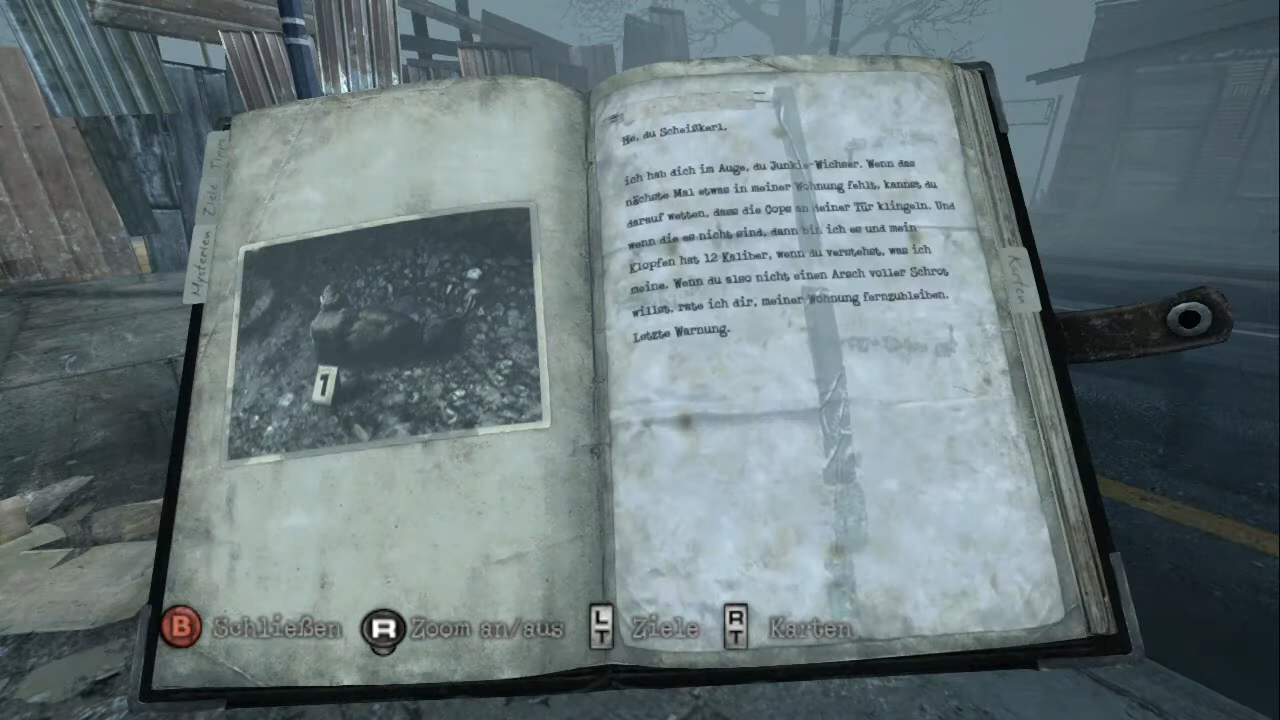 He, du Scheißkerl,
ich hab dich im Auge, du Junkie-Wichser. Wenn das
nächste Mal etwas in meiner Wohnung fehlt, kannst du
darauf wetten, dass die Cops an deiner Tür klingeln. Und
wenn die es nicht sind, dann bin ich es und mein
Klopfen hat 12 Kaliber, wenn du verstehst, was ich
meine. Wenn du also nicht einen Arsch voller Schrot
willst, rate ich dir, meiner Wohnung fernzubleiben.
Letzte Warnung.
1
Mysterien
Ziele
Karten
B Schließen
R Zoom an/aus
LT Ziele
RT Karten